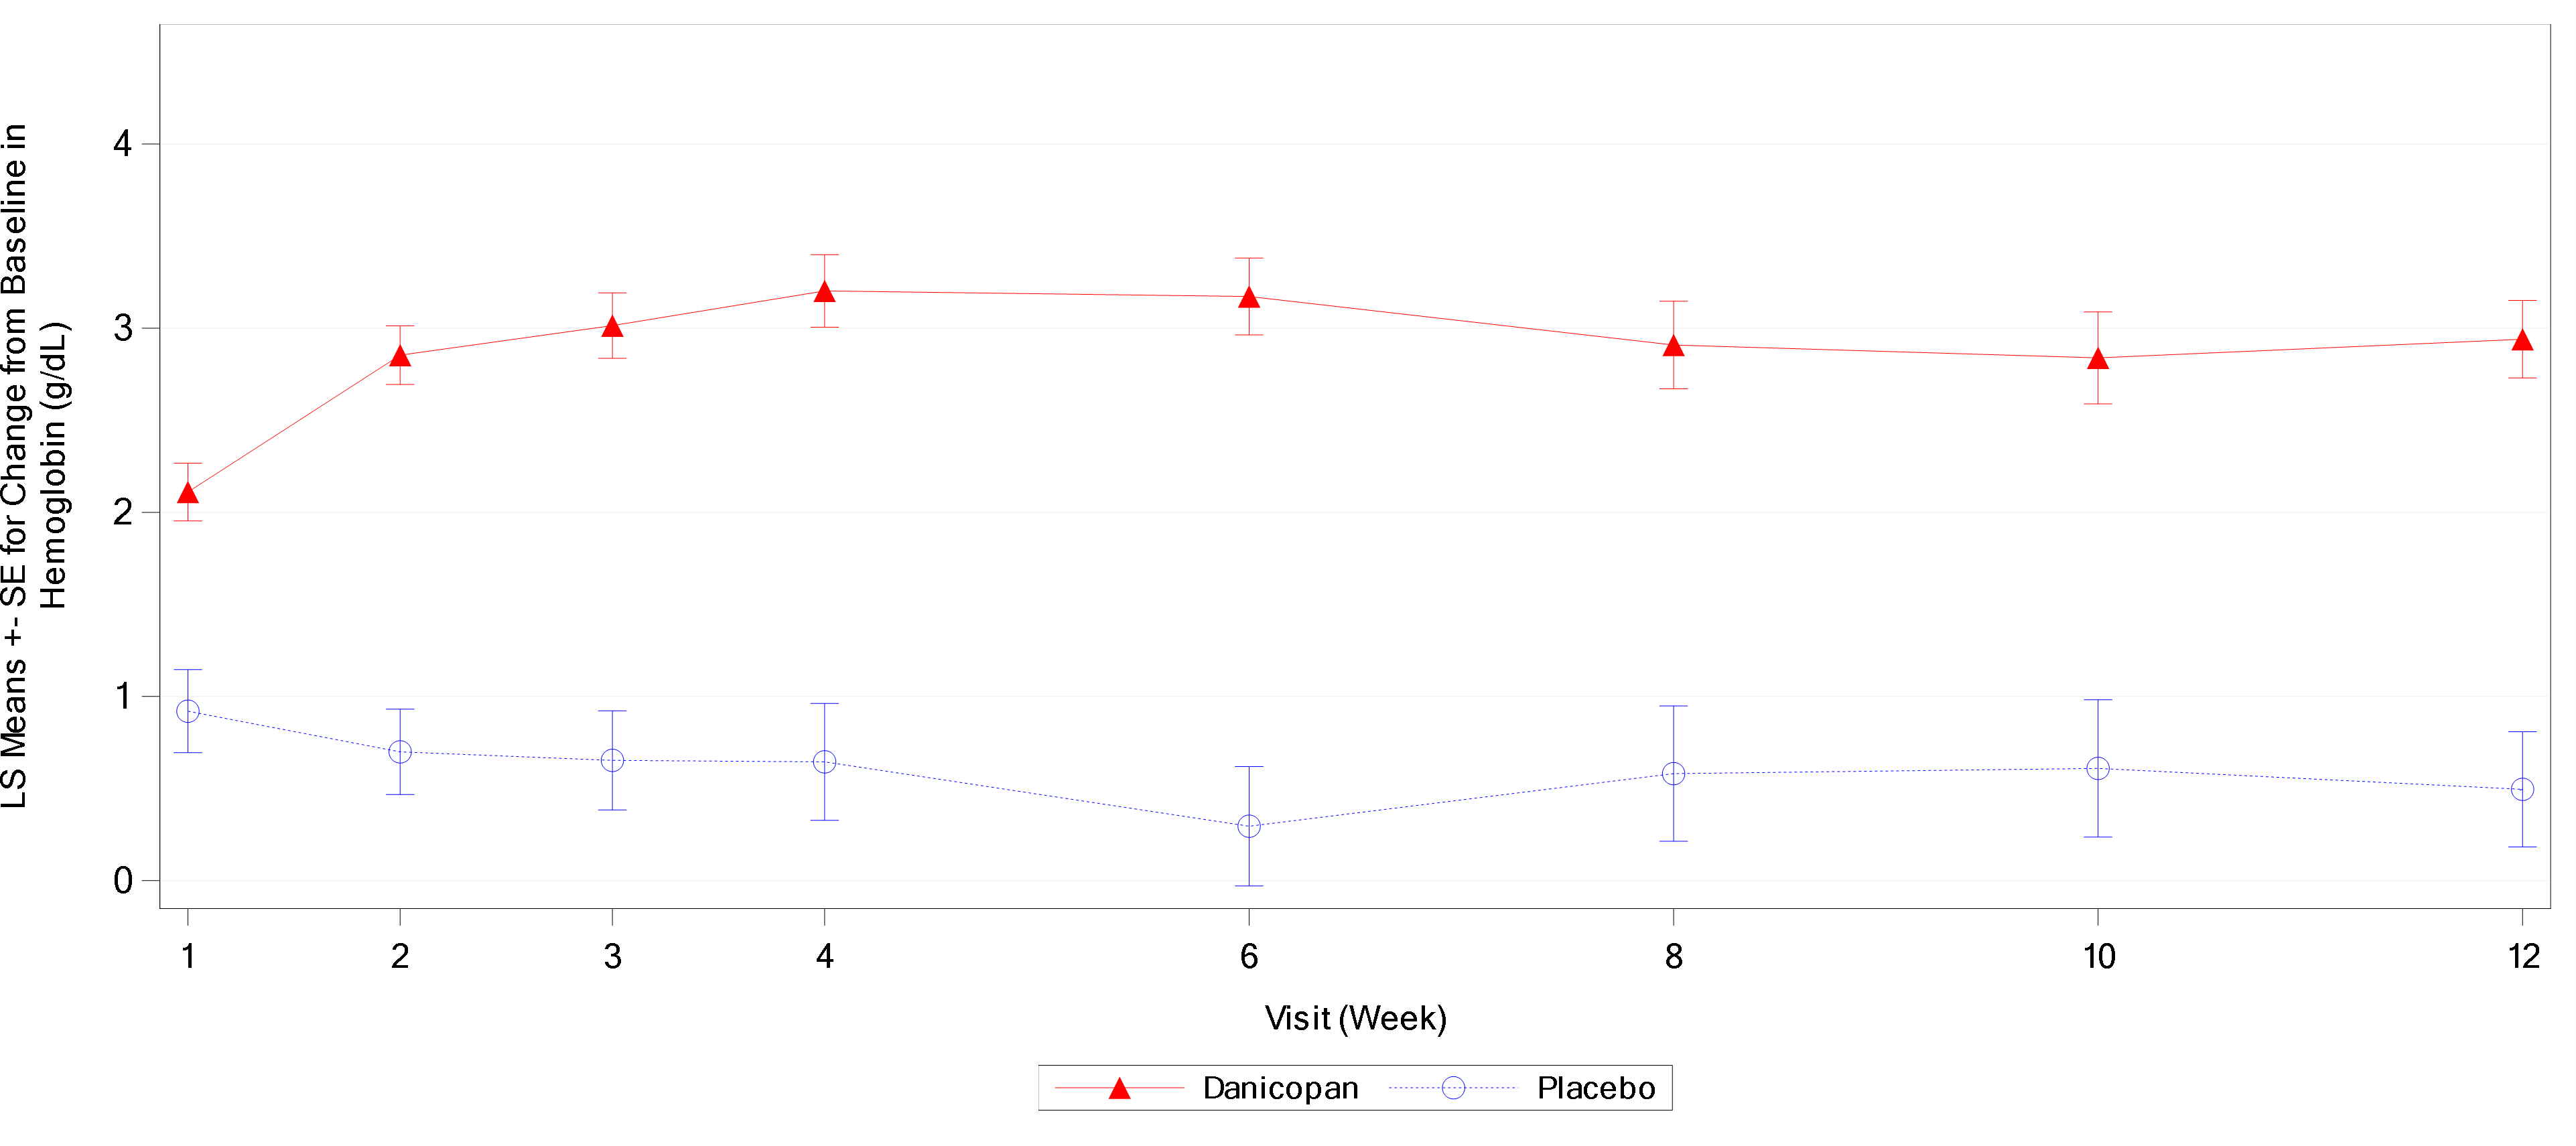 LS Means +- SE for Change from Baseline in
Hemoglobin (g/dL)
4
3
2
1
0
1 2 3 4 6 8 10 12
Visit (Week)
Danicopan Placebo